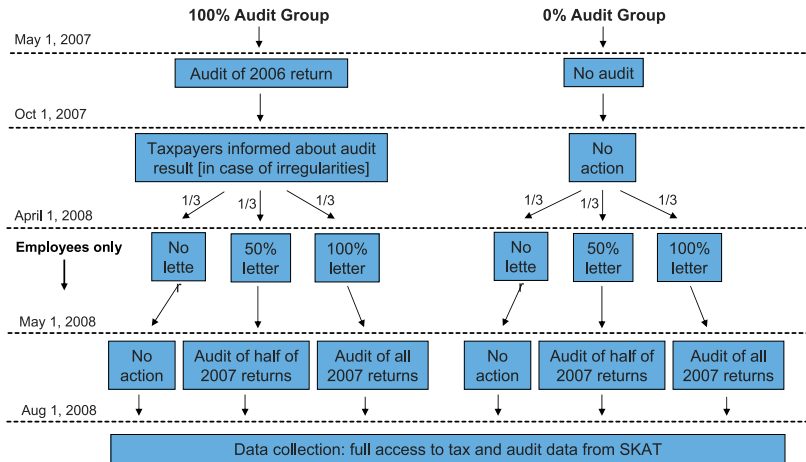 100% Audit Group 0% Audit Group
May 1, 2007
Audit of 2006 return No audit
Oct 1, 2007
Taxpayers informed about audit
result [in case of irregularities]
No
action
1/3 1/3 1/3 1/3 1/3 1/3
April 1, 2008
Employees only
No
lette
r
50%
letter
100%
letter
No
lette
r
50%
letter
100%
letter
May 1, 2008
No
action
Audit of half of
2007 returns
Audit of all
2007 returns
No
action
Audit of half of
2007 returns
Audit of all
2007 returns
Aug 1, 2008
Data collection: full access to tax and audit data from SKAT